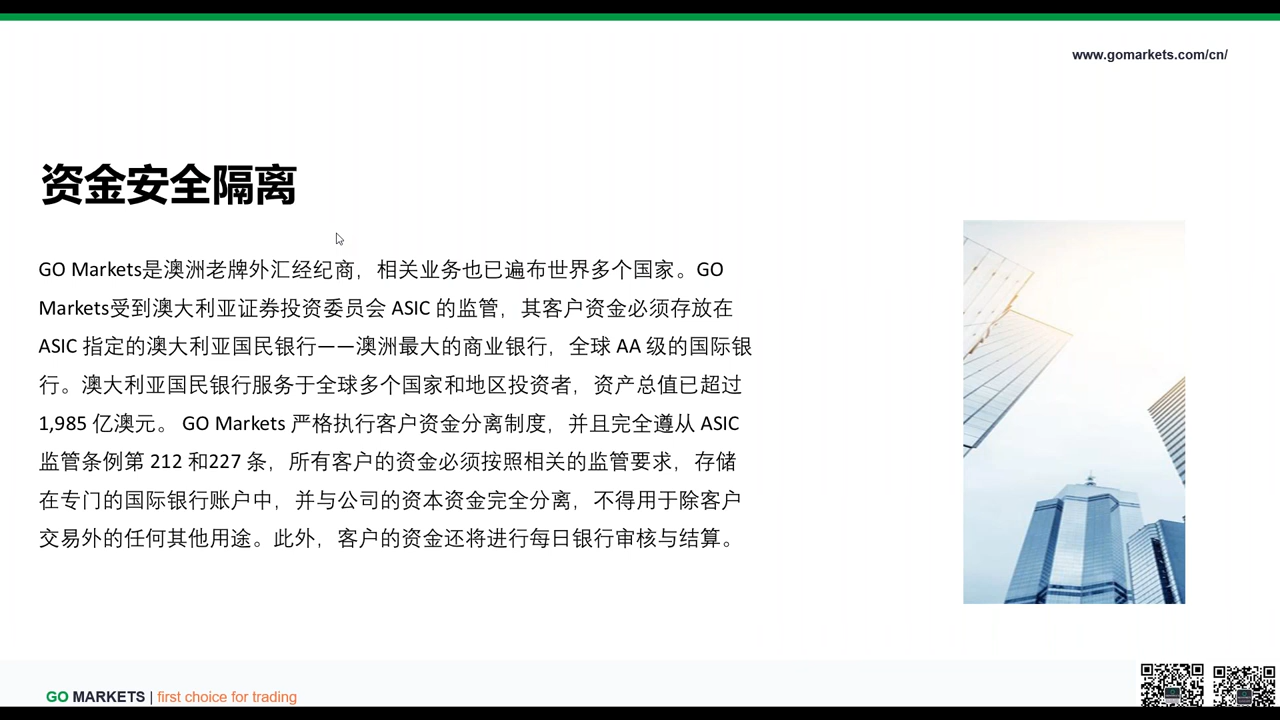 www.gomarkets.com/cn/
资金安全隔离
GO Markets是澳洲老牌外汇经纪商，相关业务也已遍布世界多个国家。GO
Markets受到澳大利亚证券投资委员会 ASIC 的监管，其客户资金必须存放在
ASIC 指定的澳大利亚国民银行——澳洲最大的商业银行，全球 AA 级的国际银
行。澳大利亚国民银行服务于全球多个国家和地区投资者，资产总值已超过
1,985 亿澳元。 GO Markets 严格执行客户资金分离制度，并且完全遵从 ASIC
监管条例第 212 和227 条，所有客户的资金必须按照相关的监管要求，存储
在专门的国际银行账户中，并与公司的资本资金完全分离，不得用于除客户
交易外的任何其他用途。此外，客户的资金还将进行每日银行审核与结算。
GO MARKETS | first choice for trading